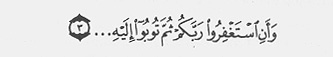 وَأَنِ ٱسْتَغْفِرُوا۟ رَبَّكُمْ ثُمَّ تُوبُوٓا۟ إِلَيْهِ... ٣